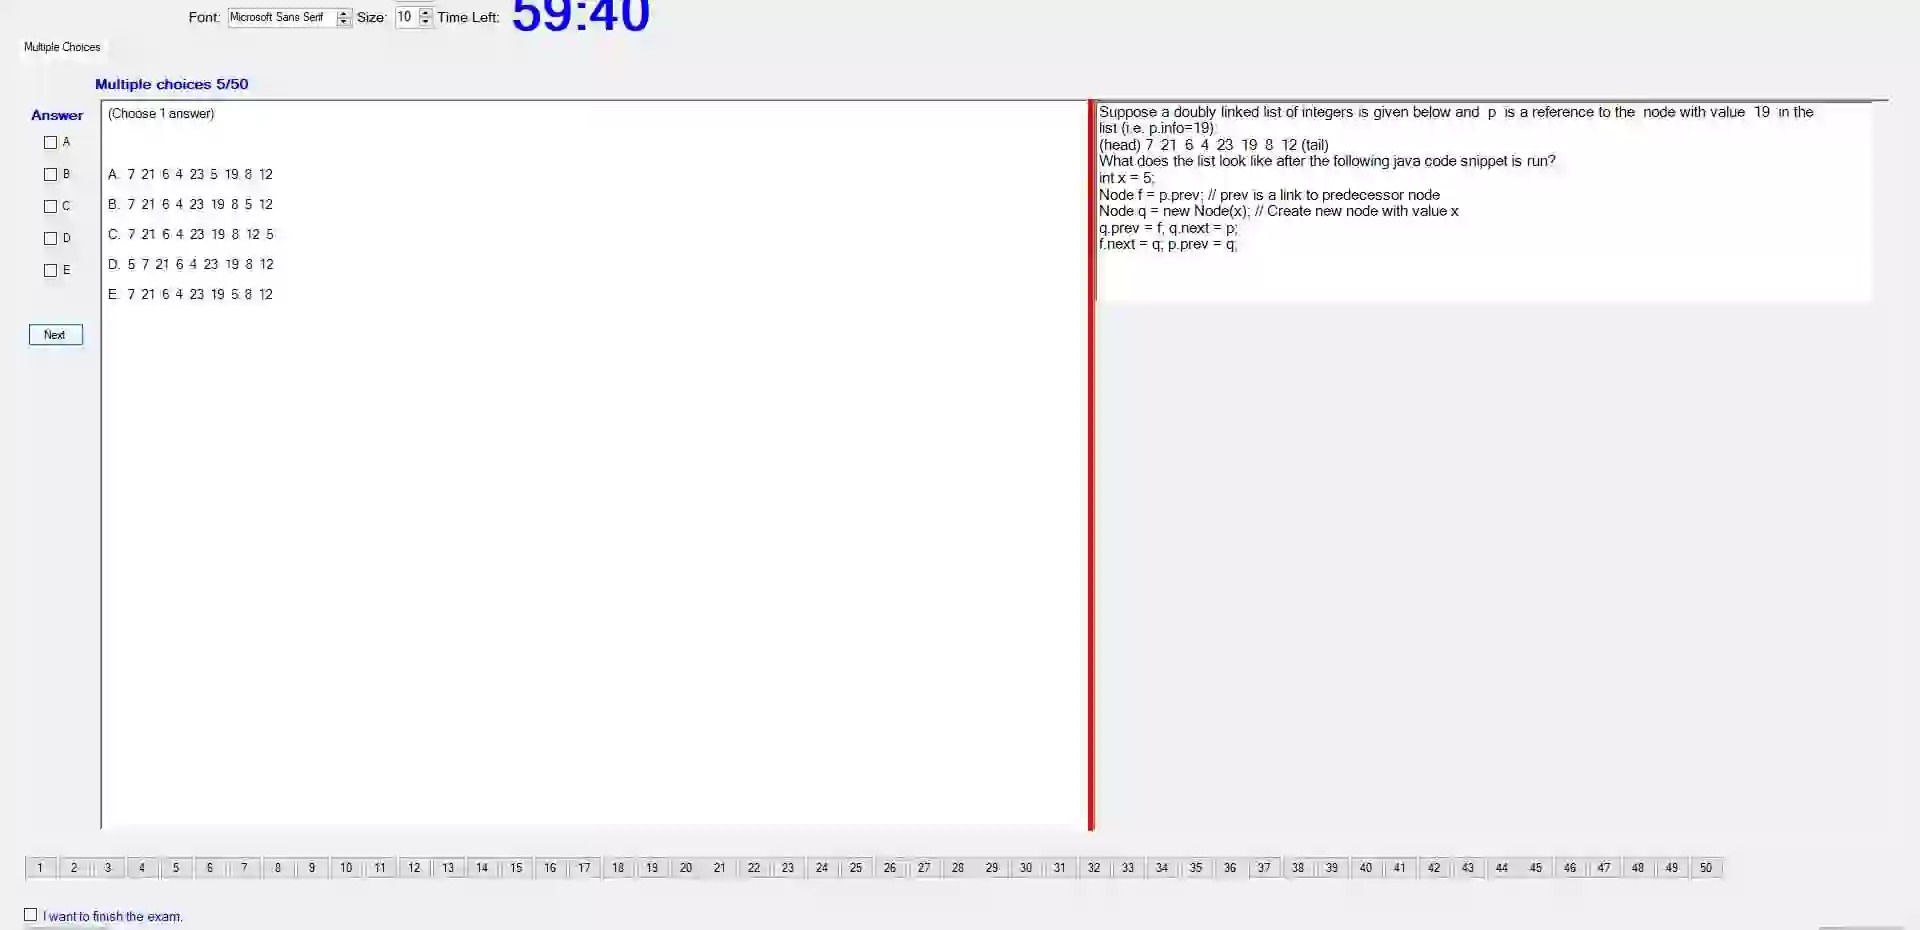 Font: Microsoft Sans Serif Size: 10 Time Left: 59:40
Multiple Choices
Multiple choices 5/50
Answer
A
B
C
D
E
Next
(Choose 1 answer)
A. 7 21 6 4 23 5 19 8 12
B. 7 21 6 4 23 19 8 5 12
C. 7 21 6 4 23 19 8 12 5
D. 5 7 21 6 4 23 19 8 12
E. 7 21 6 4 23 19 5 8 12
Suppose a doubly linked list of integers is given below and p is a reference to the node with value 19 in the
list (i.e. p.info=19):
(head) 7 21 6 4 23 19 8 12 (tail)
What does the list look like after the following java code snippet is run?
int x = 5;
Node f = p.prev; // prev is a link to predecessor node
Node q = new Node(x); // Create new node with value x
q.prev = f; q.next = p;
f.next = q; p.prev = q;
1 2 3 4 5 6 7 8 9 10 11 12 13 14 15 16 17 18 19 20 21 22 23 24 25 26 27 28 29 30 31 32 33 34 35 36 37 38 39 40 41 42 43 44 45 46 47 48 49 50
I want to finish the exam.